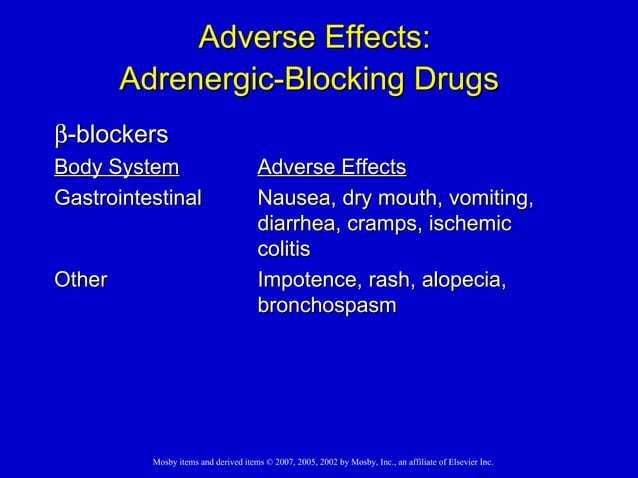 Adverse Effects:
Adrenergic-Blocking Drugs
β-blockers
Body System Adverse Effects
Gastrointestinal Nausea, dry mouth, vomiting,
diarrhea, cramps, ischemic
colitis
Other Impotence, rash, alopecia,
bronchospasm
Mosby items and derived items © 2007, 2005, 2002 by Mosby, Inc., an affiliate of Elsevier Inc.